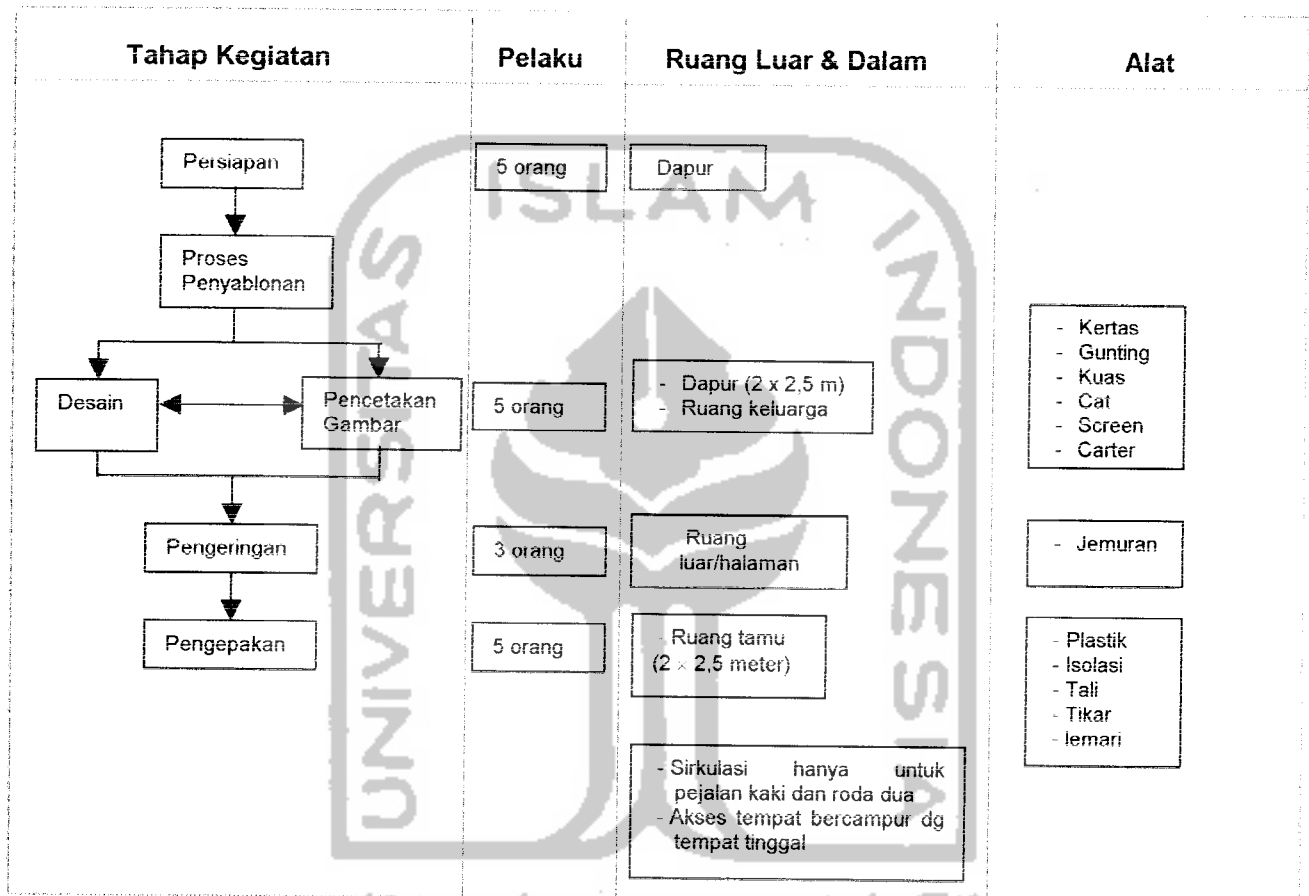 Tahap Kegiatan
Pelaku
Ruang Luar & Dalam
Alat
Persiapan
5 orang
Dapur
Proses
Penyablonan
Desain
Pencetakan
Gambar
5 orang
- Dapur (2 x 2,5 m)
- Ruang keluarga
- Kertas
- Gunting
- Kuas
- Cat
- Screen
- Carter
Pengeringan
3 orang
Ruang
luar/halaman
- Jemuran
Pengepakan
5 orang
- Ruang tamu
(2 x 2,5 meter)
- Plastik
- Isolasi
- Tali
- Tikar
- lemari
- Sirkulasi hanya untuk
pejalan kaki dan roda dua
- Akses tempat bercampur dg
tempat tinggal
UNIVERSITAS
ISLAM
INDONESIA